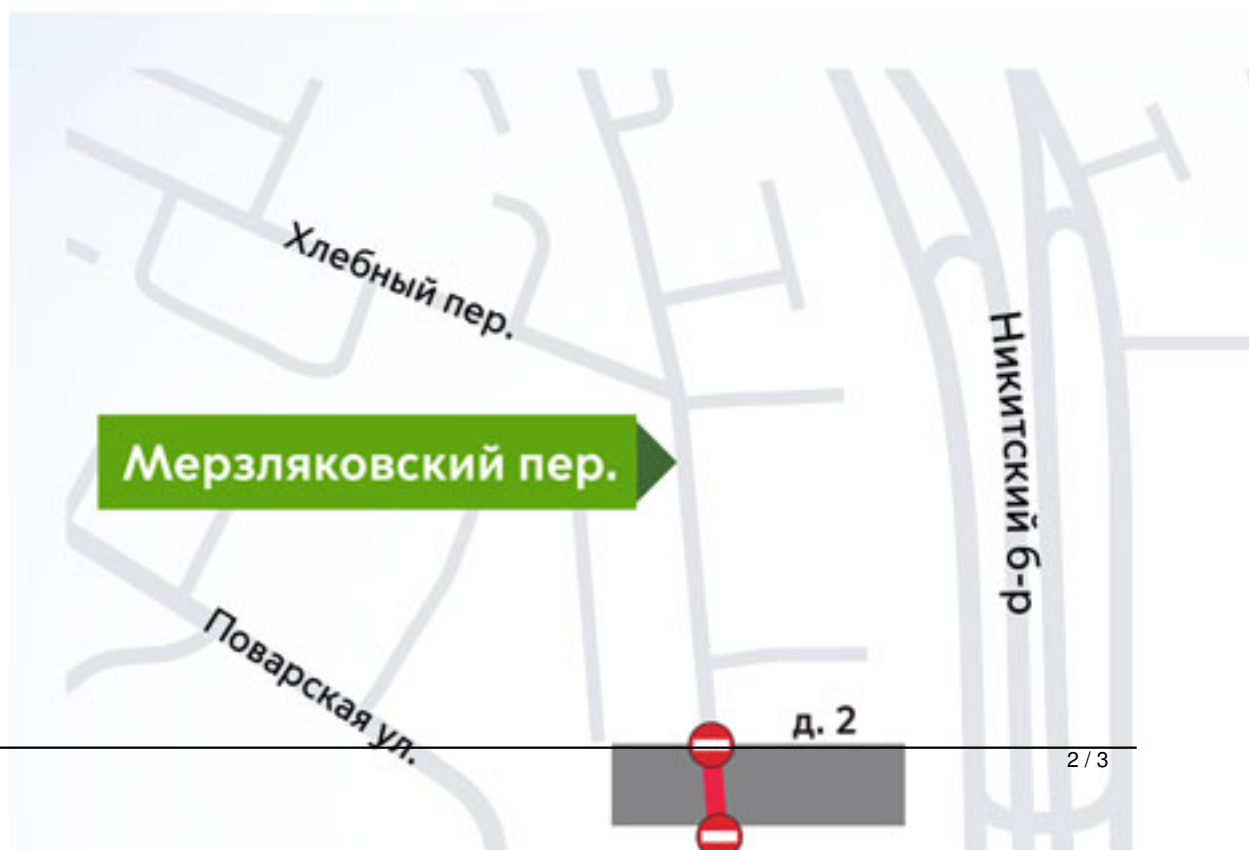 Хлебный пер.
Никитский б-р
Мерзляковский пер.
Поварская ул.
д. 2
2 / 3